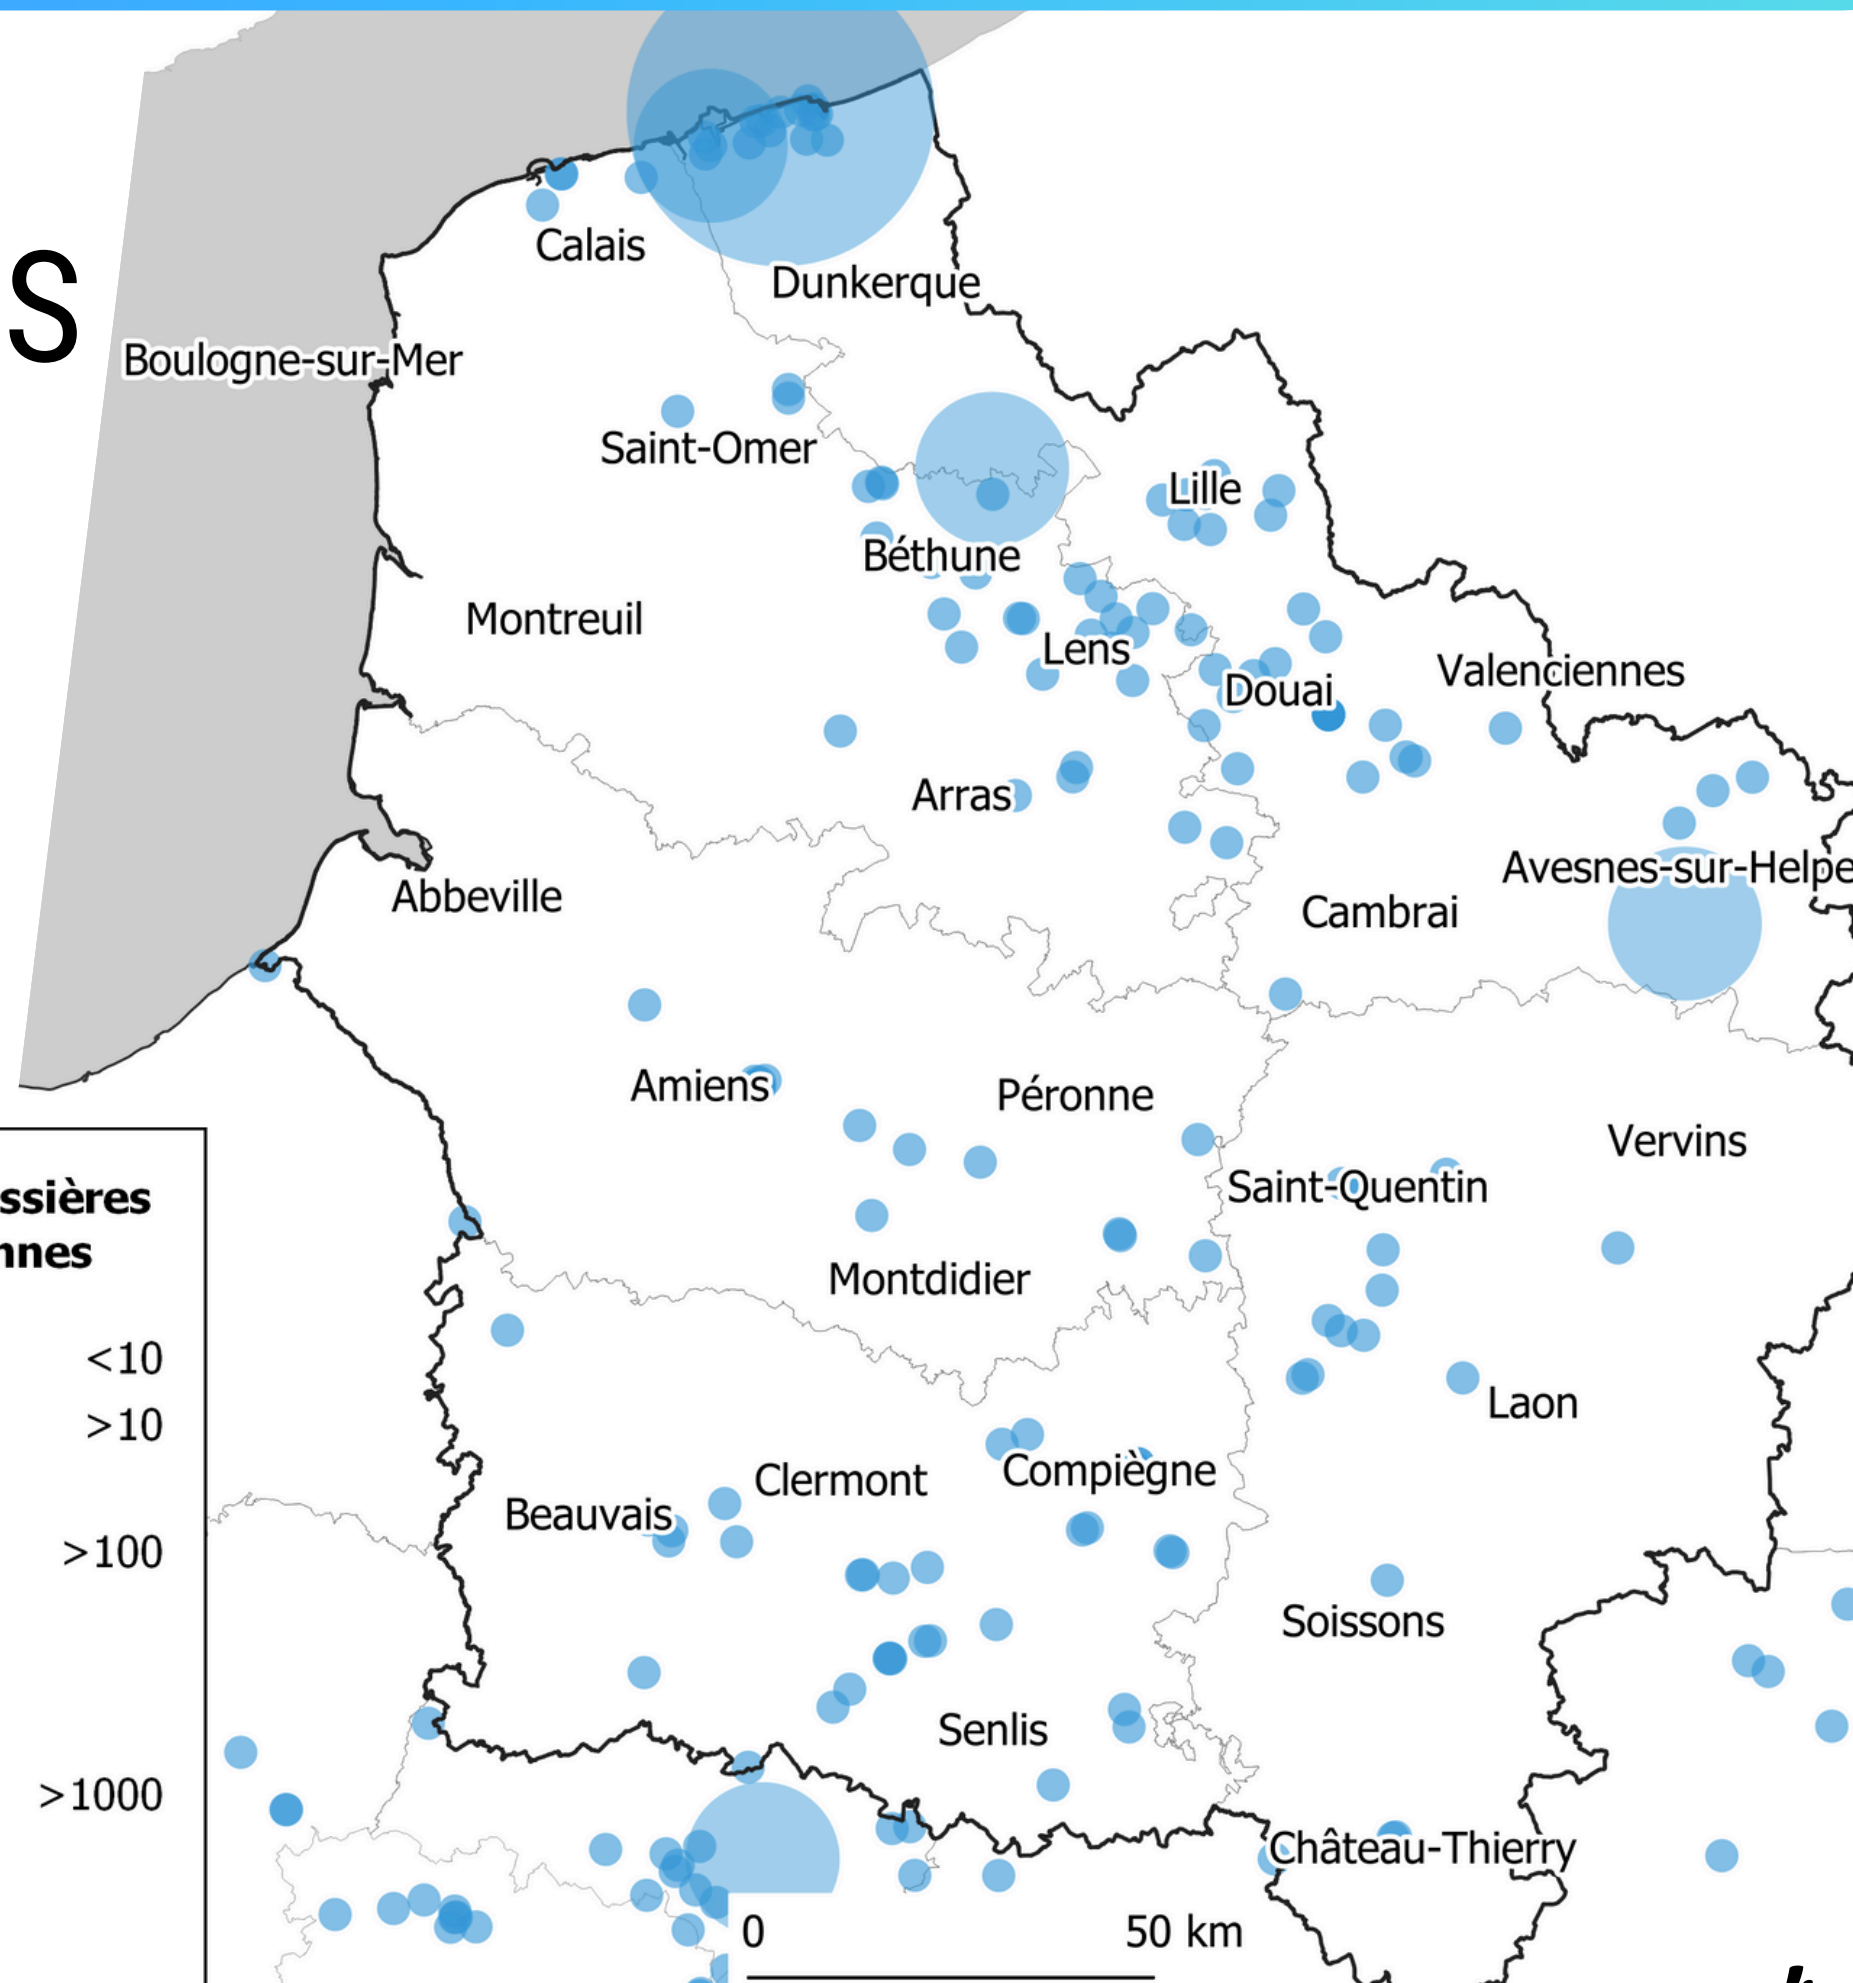 S
Calais
Dunkerque
Boulogne-sur-Mer
Saint-Omer
Lille
Béthune
Montreuil
Lens
Valenciennes
Douai
Arras
Avesnes-sur-Helpe
Abbeville
Cambrai
Amiens
Péronne
Vervins
Saint-Quentin
ssières
nnes
Montdidier
<10
Laon
>10
Compiègne
Clermont
Beauvais
>100
Soissons
Senlis
>1000
Château-Thierry
0 50 km